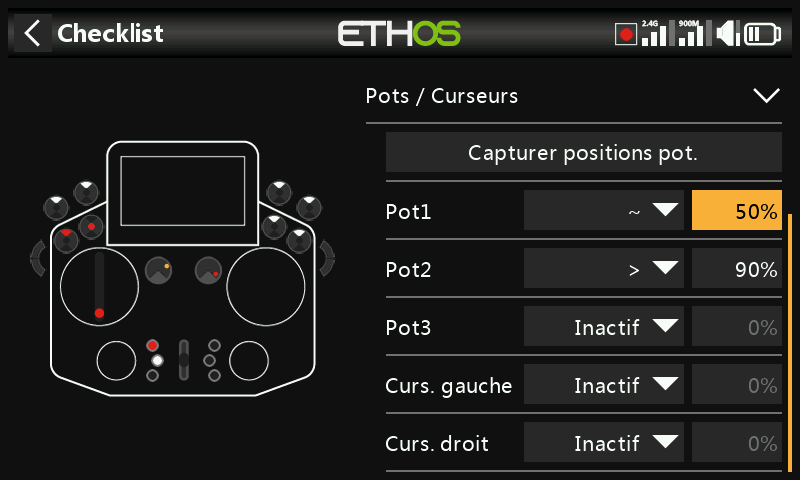 Checklist
ETHOS
2.4G
900M
Pots / Curseurs
Capturer positions pot.
Pot1 ~ 50%
Pot2 > 90%
Pot3 Inactif 0%
Curs. gauche Inactif 0%
Curs. droit Inactif 0%